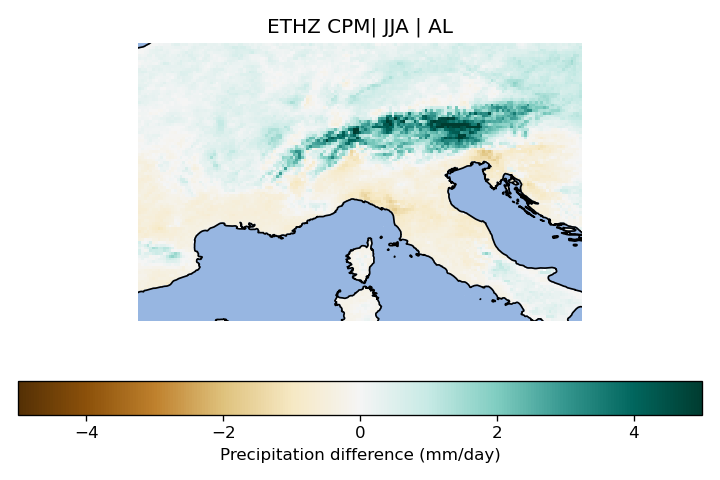 ETHZ CPM| JJA | AL
−4 −2 0 2 4
Precipitation difference (mm/day)